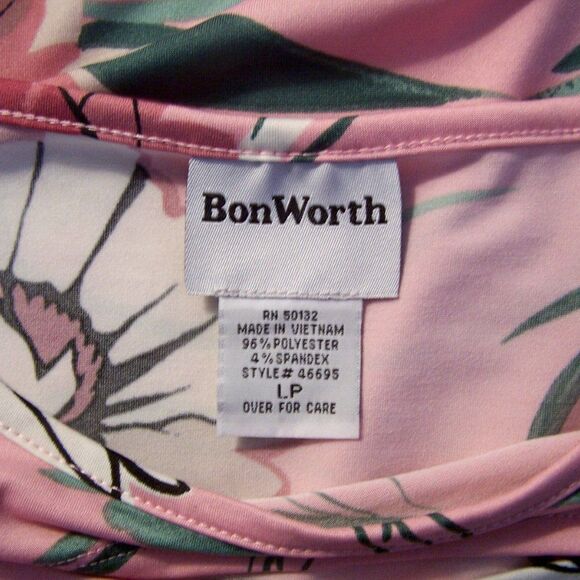 BonWorth
RN 50132
MADE IN VIETNAM
96% POLYESTER
4% SPANDEX
STYLE# 46695
LP
OVER FOR CARE